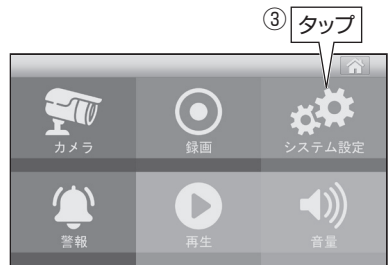 ③ タップ
カメラ
録画
システム設定
警報
再生
音量